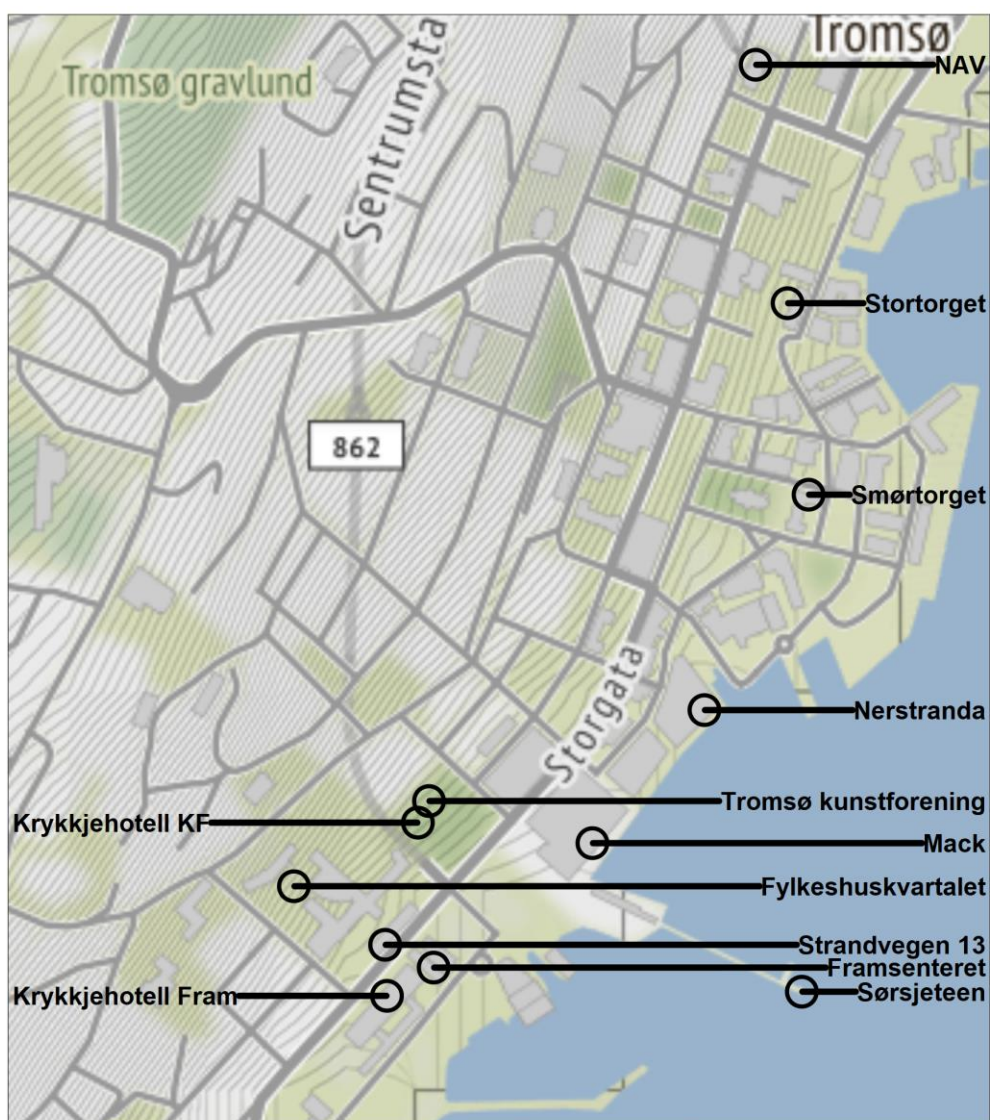 Tromsø
NAV
Tromsø gravlund
Sentrumsta
Stortorget
862
Smørtorget
Storgata
Nerstranda
Tromsø kunstforening
Krykkjehotell KF
Mack
Fylkeshuskvartalet
Strandvegen 13
Framsenteret
Krykkjehotell Fram
Sørsjeteen